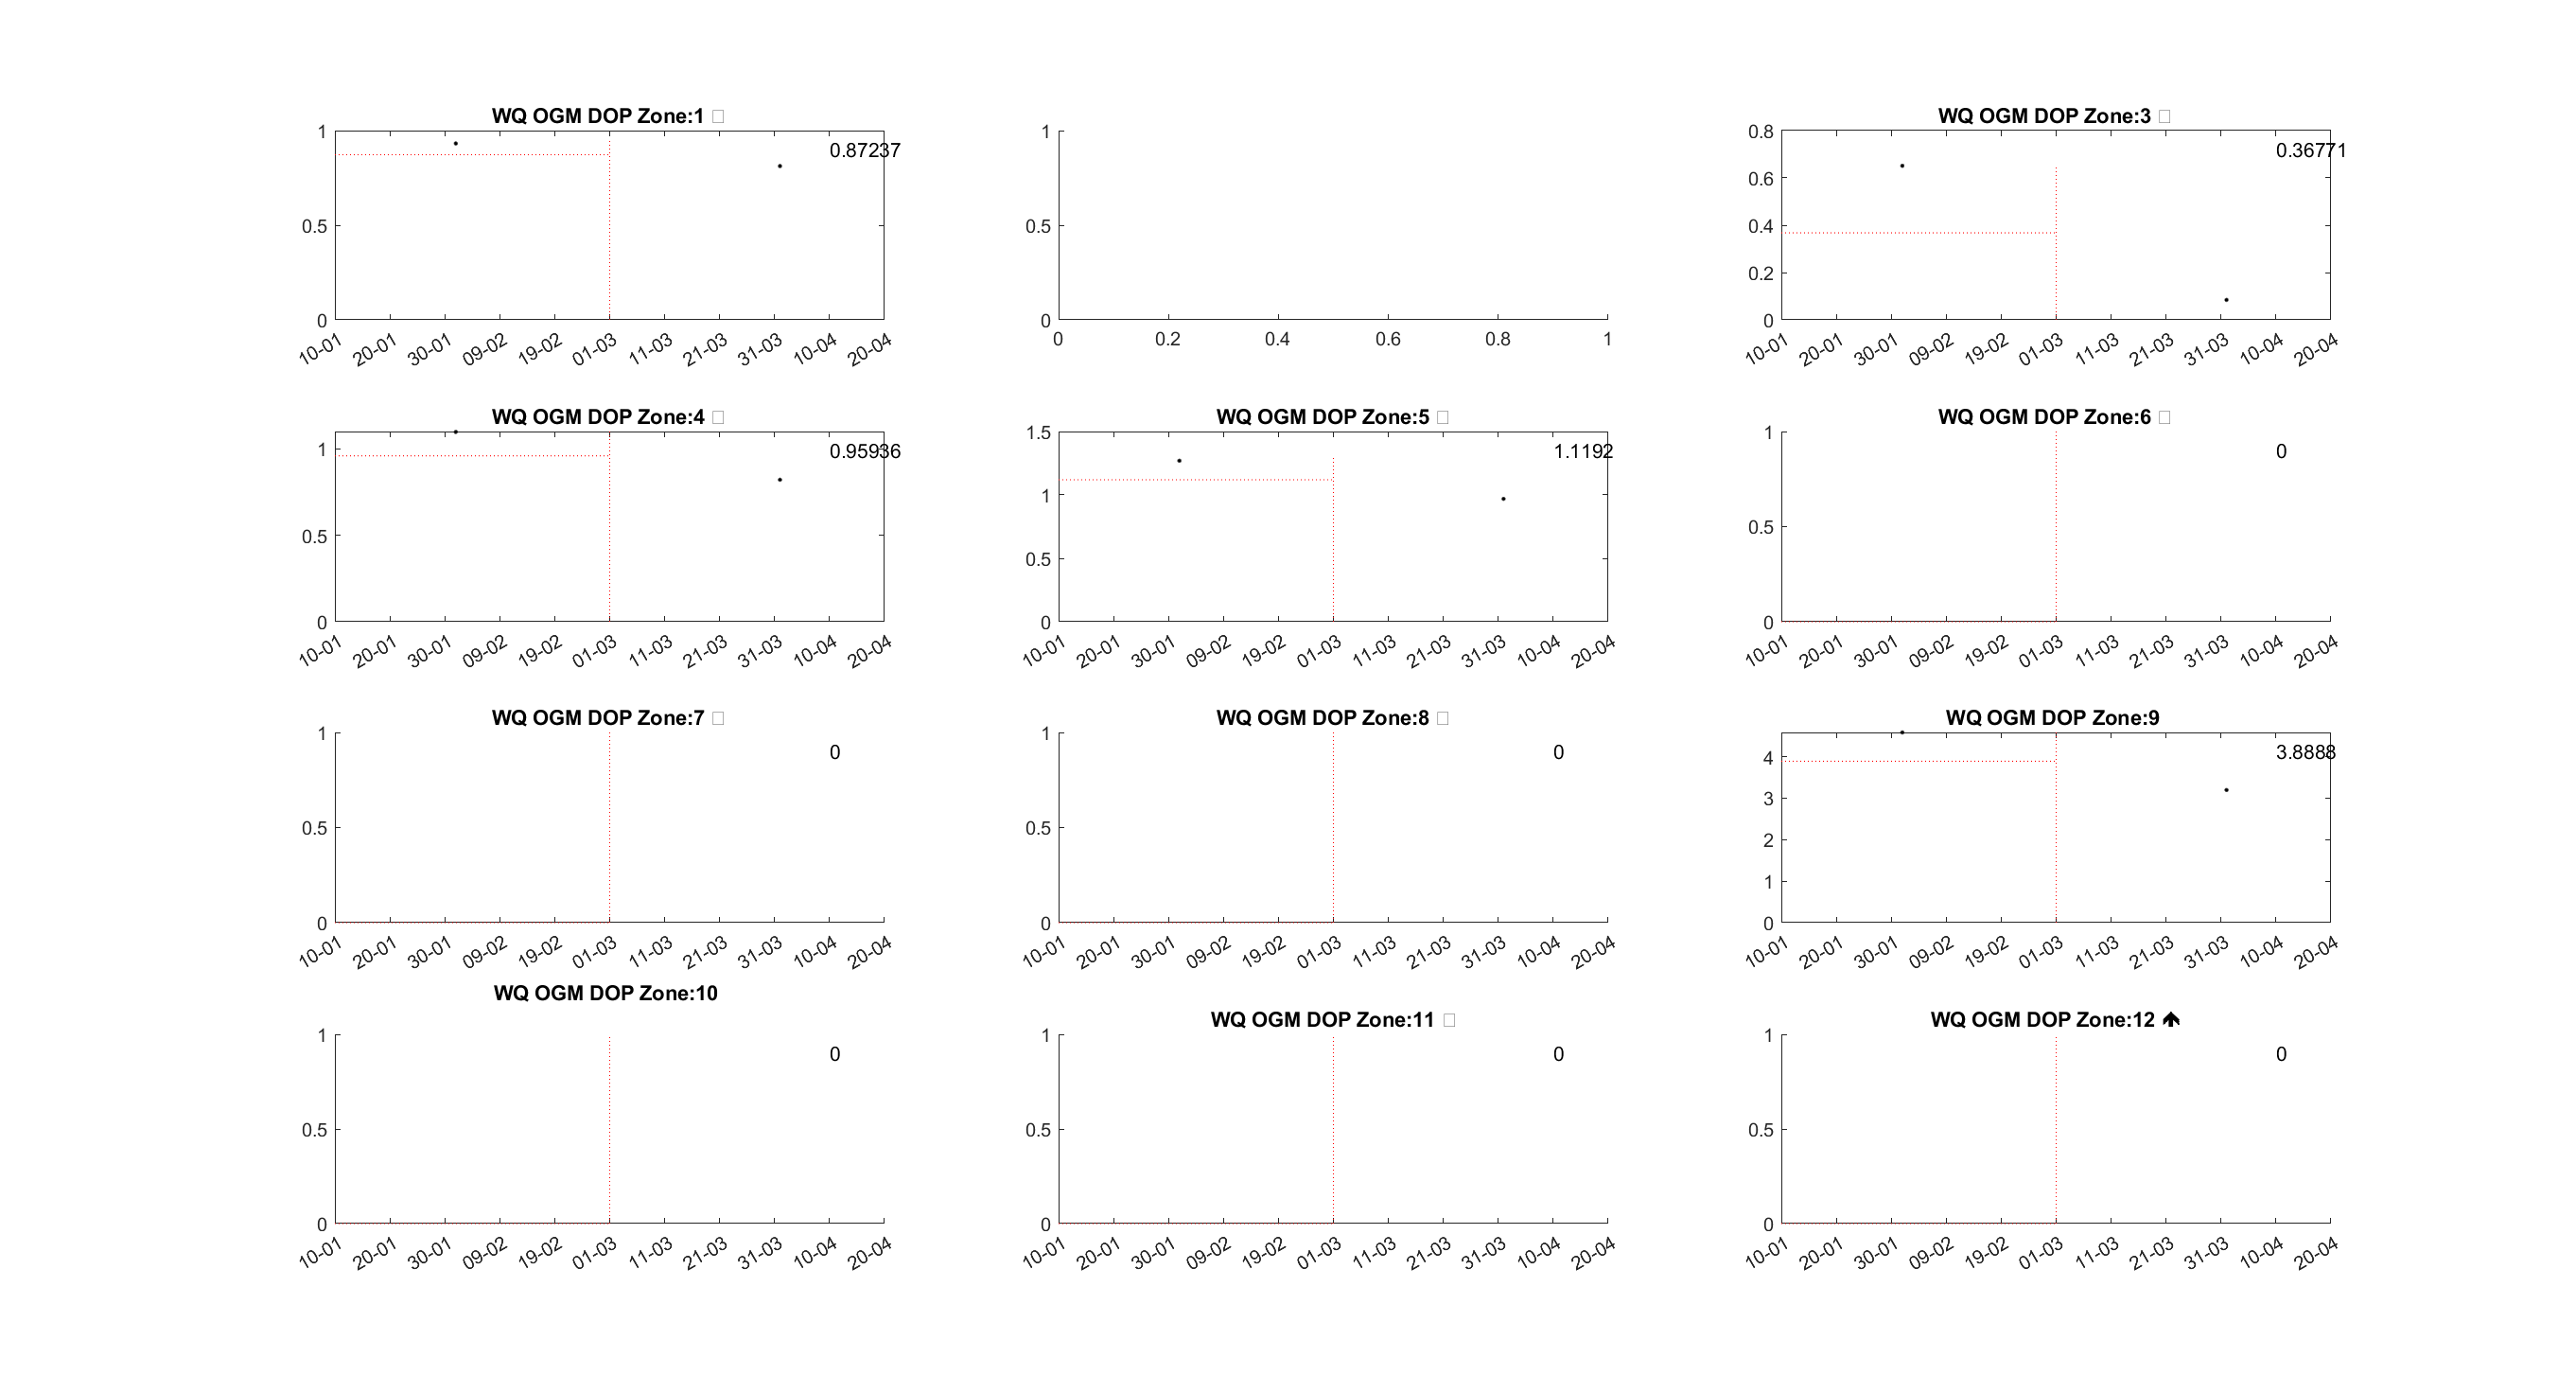 WQ OGM DOP Zone:1
1
0.5
0
0.87237
10-01 20-01 30-01 09-02 19-02 01-03 11-03 21-03 31-03 10-04 20-04
1
0.5
0
0 0.2 0.4 0.6 0.8 1
WQ OGM DOP Zone:3
0.8
0.6
0.4
0.2
0
0.36771
10-01 20-01 30-01 09-02 19-02 01-03 11-03 21-03 31-03 10-04 20-04
WQ OGM DOP Zone:4
1
0.5
0
0.95936
10-01 20-01 30-01 09-02 19-02 01-03 11-03 21-03 31-03 10-04 20-04
WQ OGM DOP Zone:5
1.5
1
0.5
0
1.1192
10-01 20-01 30-01 09-02 19-02 01-03 11-03 21-03 31-03 10-04 20-04
WQ OGM DOP Zone:6
1
0.5
0
0
10-01 20-01 30-01 09-02 19-02 01-03 11-03 21-03 31-03 10-04 20-04
WQ OGM DOP Zone:7
1
0.5
0
0
10-01 20-01 30-01 09-02 19-02 01-03 11-03 21-03 31-03 10-04 20-04
WQ OGM DOP Zone:8
1
0.5
0
0
10-01 20-01 30-01 09-02 19-02 01-03 11-03 21-03 31-03 10-04 20-04
WQ OGM DOP Zone:9
4
3
2
1
0
3.8888
10-01 20-01 30-01 09-02 19-02 01-03 11-03 21-03 31-03 10-04 20-04
WQ OGM DOP Zone:10
1
0.5
0
0
10-01 20-01 30-01 09-02 19-02 01-03 11-03 21-03 31-03 10-04 20-04
WQ OGM DOP Zone:11
1
0.5
0
0
10-01 20-01 30-01 09-02 19-02 01-03 11-03 21-03 31-03 10-04 20-04
WQ OGM DOP Zone:12
1
0.5
0
0
10-01 20-01 30-01 09-02 19-02 01-03 11-03 21-03 31-03 10-04 20-04